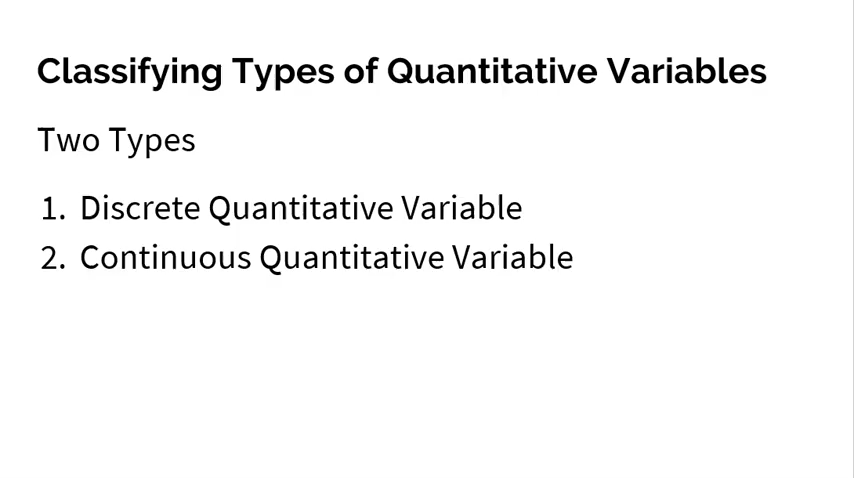 Classifying Types of Quantitative Variables
Two Types
1. Discrete Quantitative Variable
2. Continuous Quantitative Variable